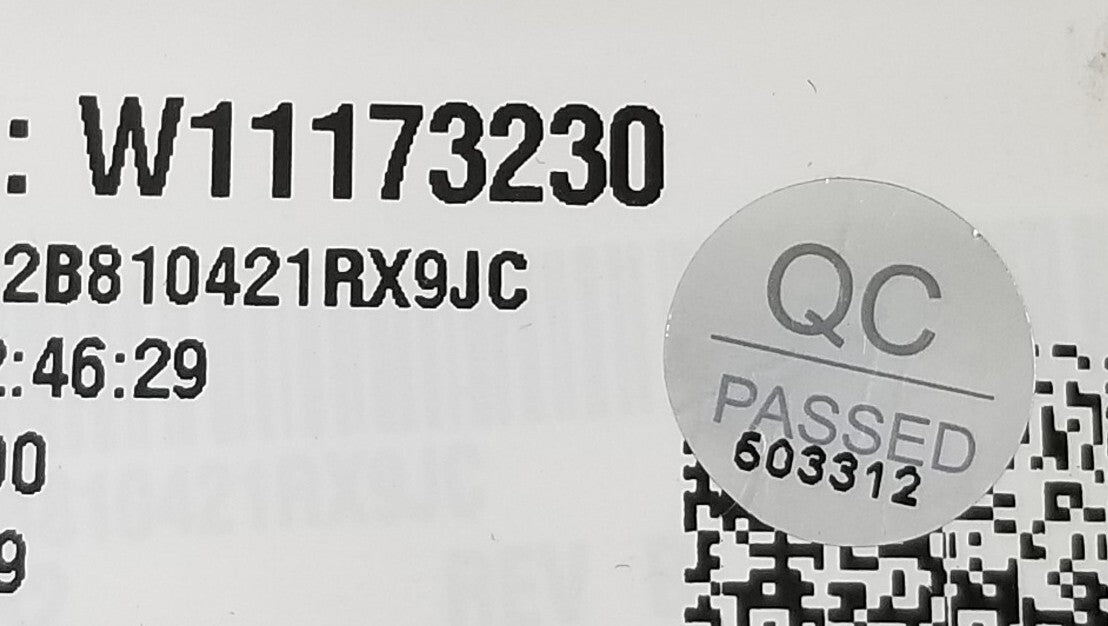 : W11173230
2B810421RX9JC
2:46:29
00
9
QC
PASSED
603312